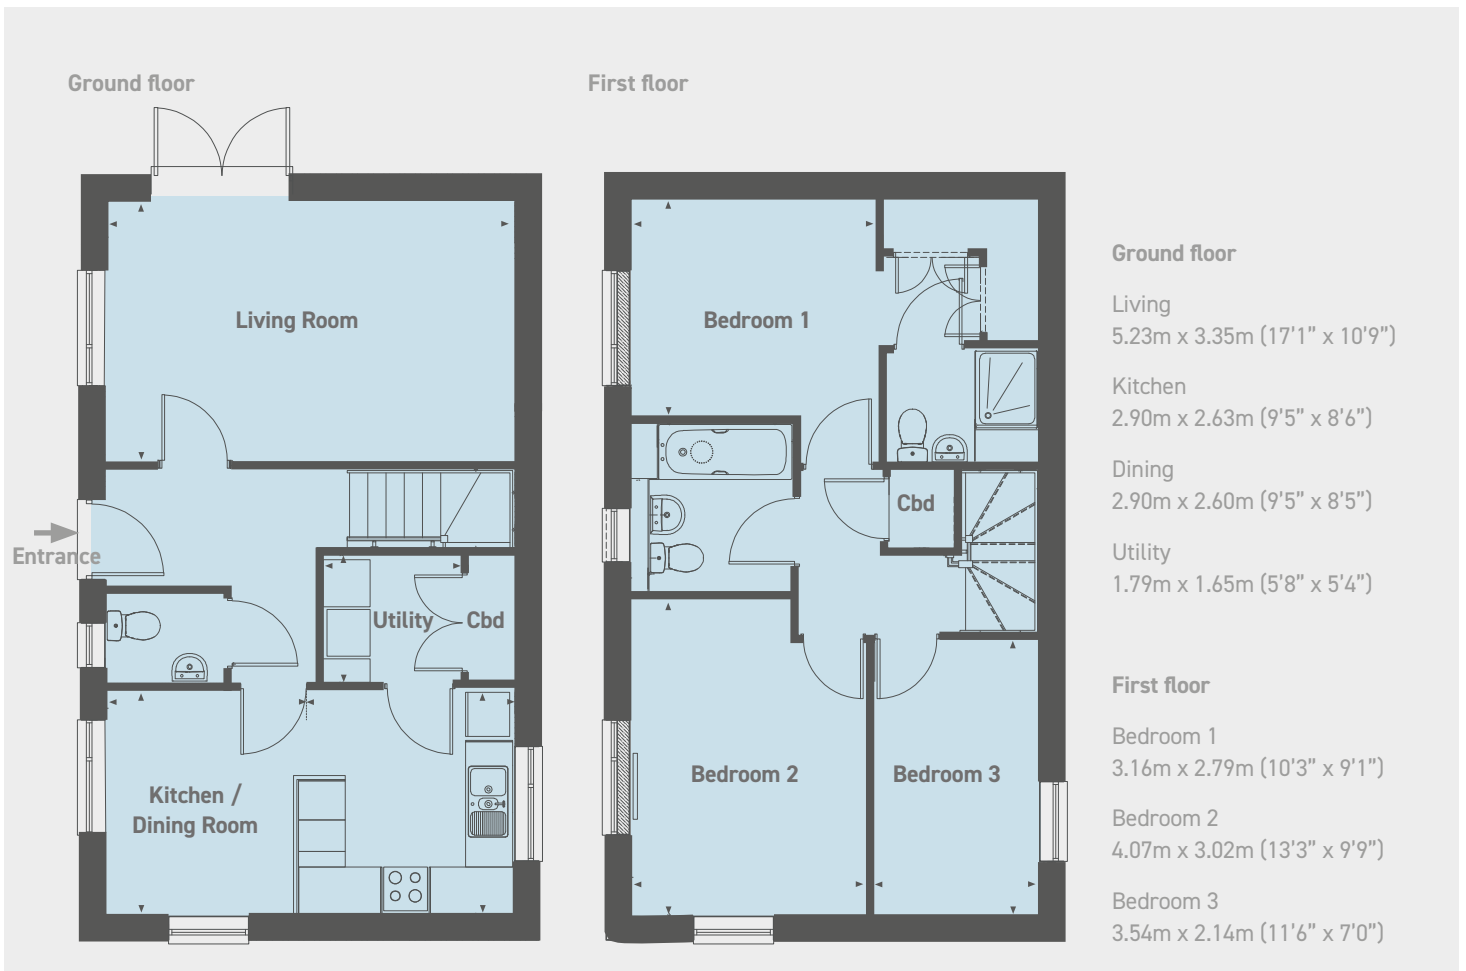 Ground floor
Living Room
Entrance
Utility
Cbd
Kitchen /
Dining Room
First floor
Bedroom 1
Cbd
Bedroom 2
Bedroom 3
Ground floor
Living
5.23m x 3.35m (17'1” x 10'9”)
Kitchen
2.90m x 2.63m (9'5” x 8'6”)
Dining
2.90m x 2.60m (9'5” x 8'5”)
Utility
1.79m x 1.65m (5'8” x 5'4”)
First floor
Bedroom 1
3.16m x 2.79m (10'3” x 9'1”)
Bedroom 2
4.07m x 3.02m (13'3” x 9'9”)
Bedroom 3
3.54m x 2.14m (11'6” x 7'0”)